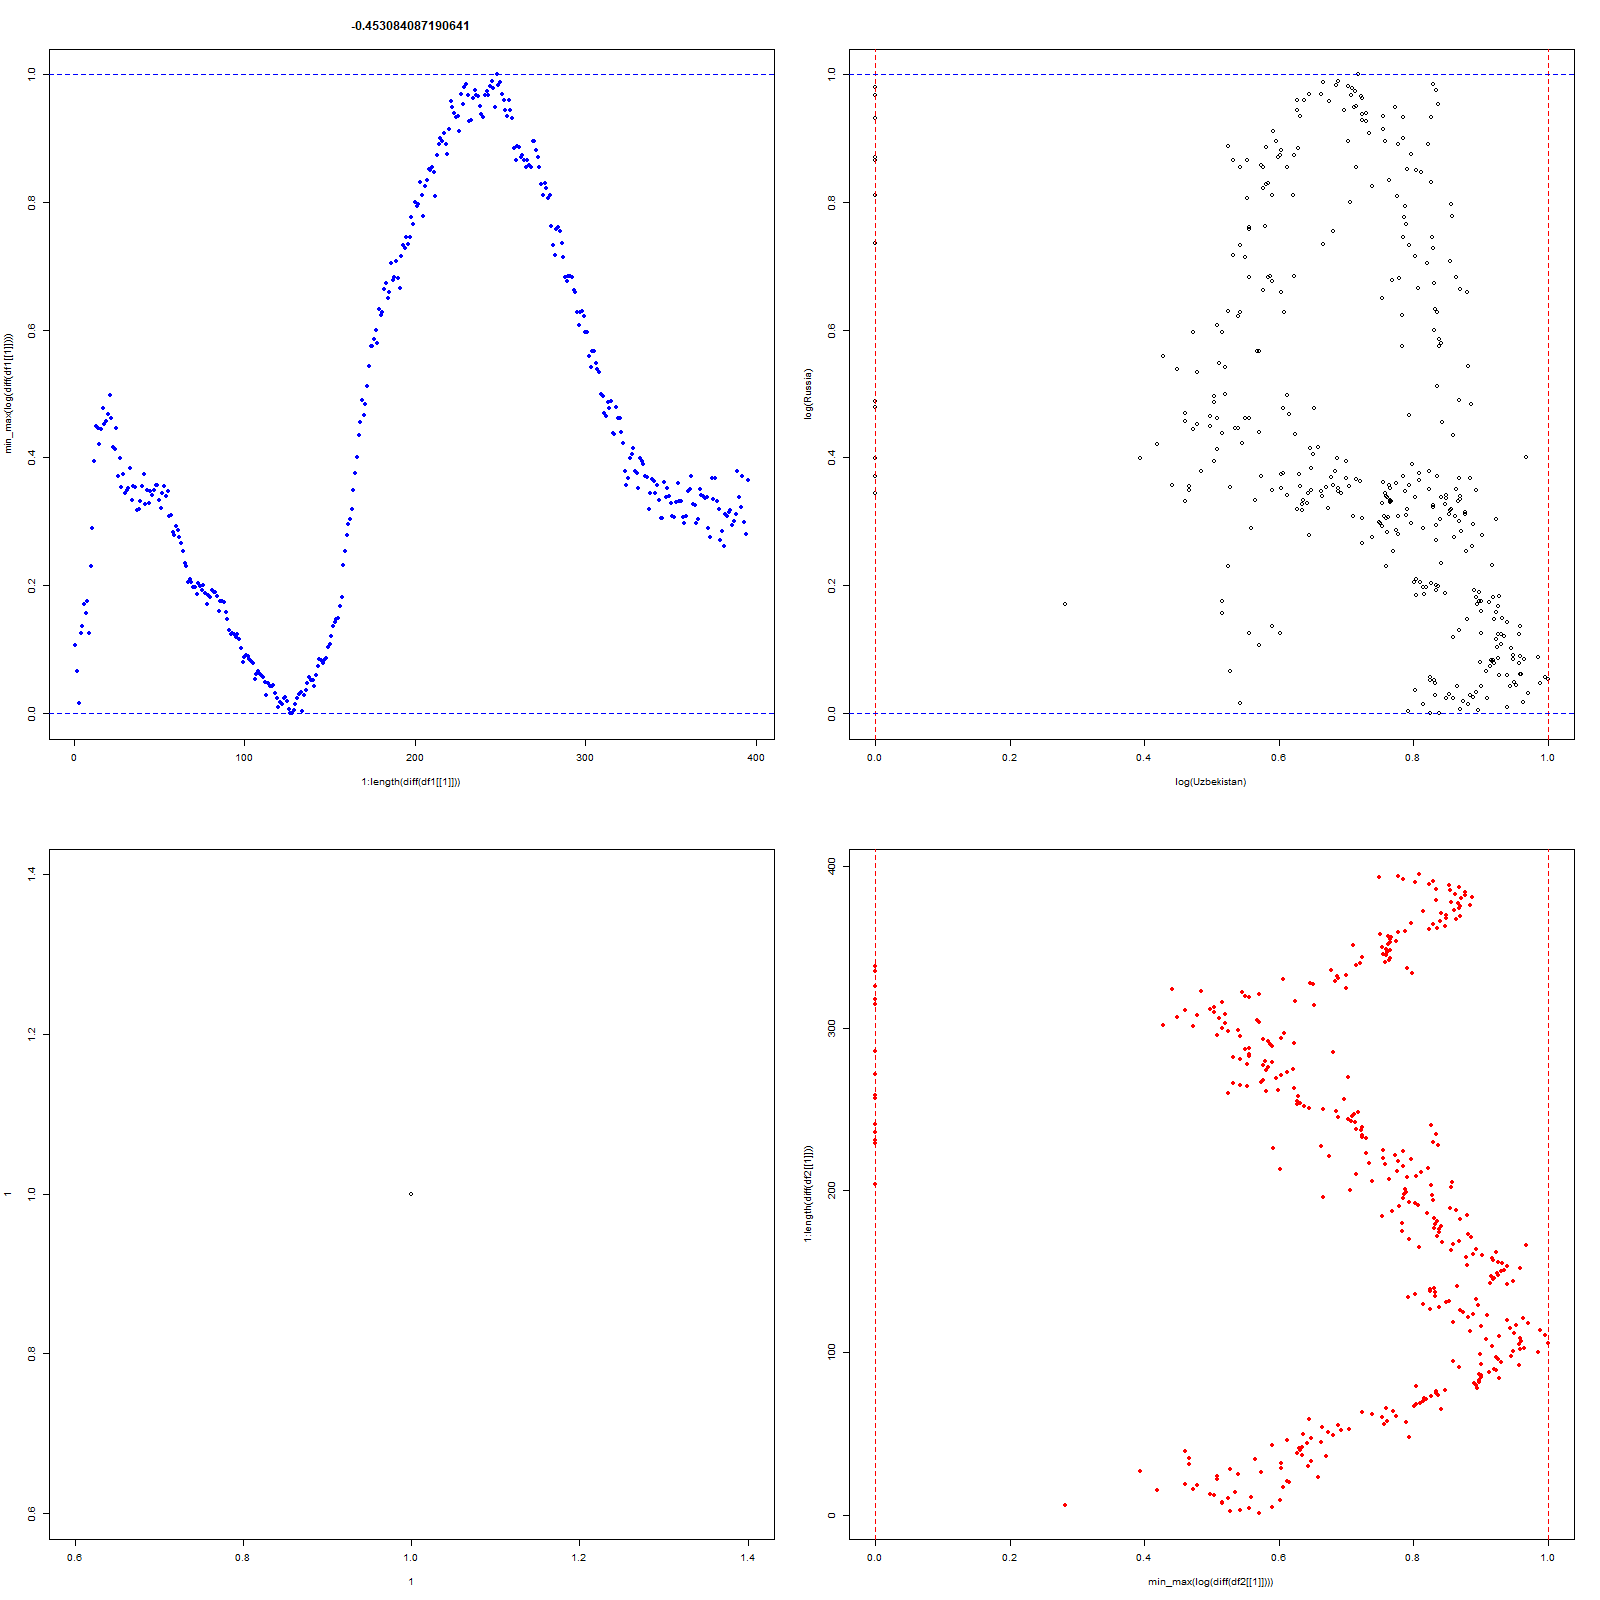 -0.453084087190641
min_max(log(diff(df1[[1]])))
1.0
0.8
0.6
0.4
0.2
0.0
0 100 200 300 400
1:length(diff(df1[[1]]))
log(Russia)
1.0
0.8
0.6
0.4
0.2
0.0
0.0 0.2 0.4 0.6 0.8 1.0
log(Uzbekistan)
1
1.4
1.2
1.0
0.8
0.6
0.6 0.8 1.0 1.2 1.4
1
1:length(diff(df2[[1]]))
400
300
200
100
0
0.0 0.2 0.4 0.6 0.8 1.0
min_max(log(diff(df2[[1]])))